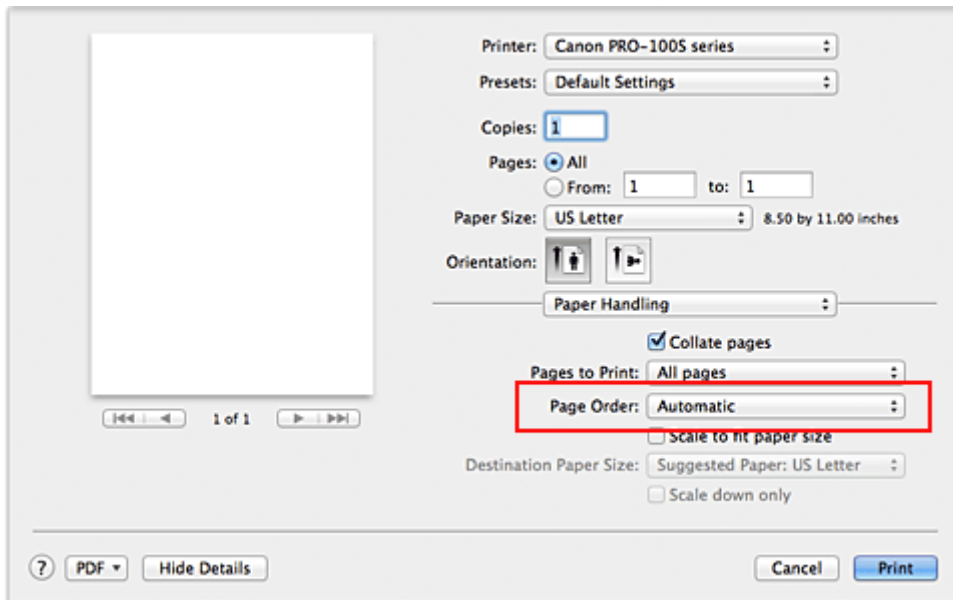 Printer: Canon PRO-100S series
Presets: Default Settings
Copies: 1
Pages: All
From: 1 to: 1
Paper Size: US Letter 8.50 by 11.00 inches
Orientation:
Paper Handling
Collate pages
Pages to Print: All pages
Page Order: Automatic
Scale to fit paper size
Destination Paper Size: Suggested Paper: US Letter
Scale down only
1 of 1
? PDF Hide Details Cancel Print